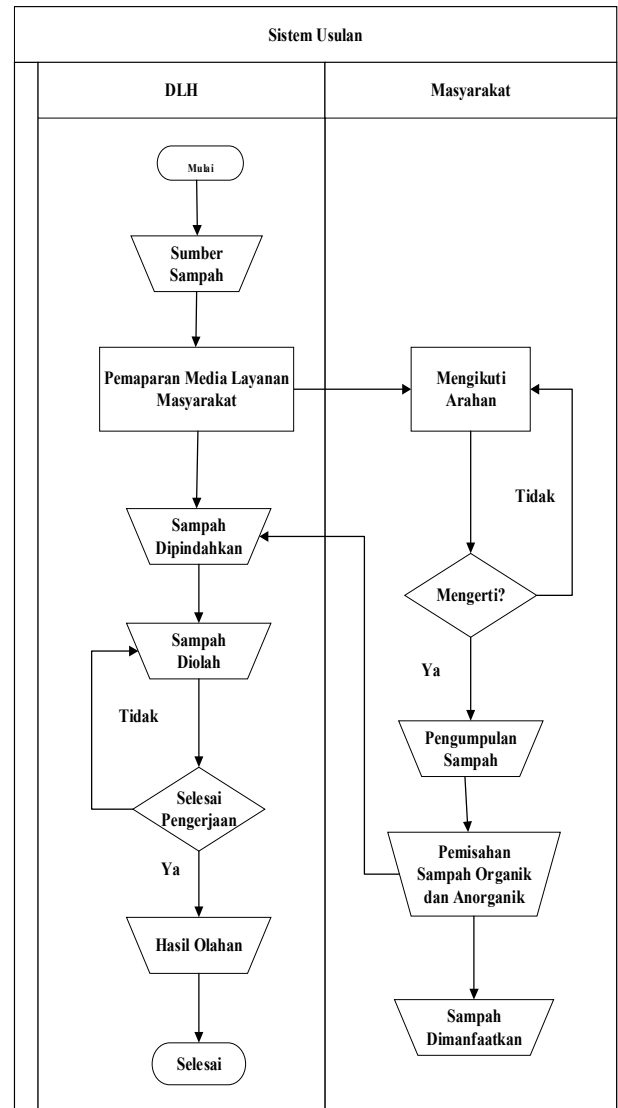 Sistem Usulan
DLH
Masyarakat
Mulai
Sumber
Sampah
Pemaparan Media Layanan
Masyarakat
Mengikuti
Arahan
Tidak
Sampah
Dipindahkan
Mengerti?
Sampah
Diolah
Ya
Tidak
Pengumpulan
Sampah
Selesai
Pengerjaan
Pemisahan
Sampah Organik
dan Anorganik
Ya
Hasil Olahan
Sampah
Dimanfaatkan
Selesai